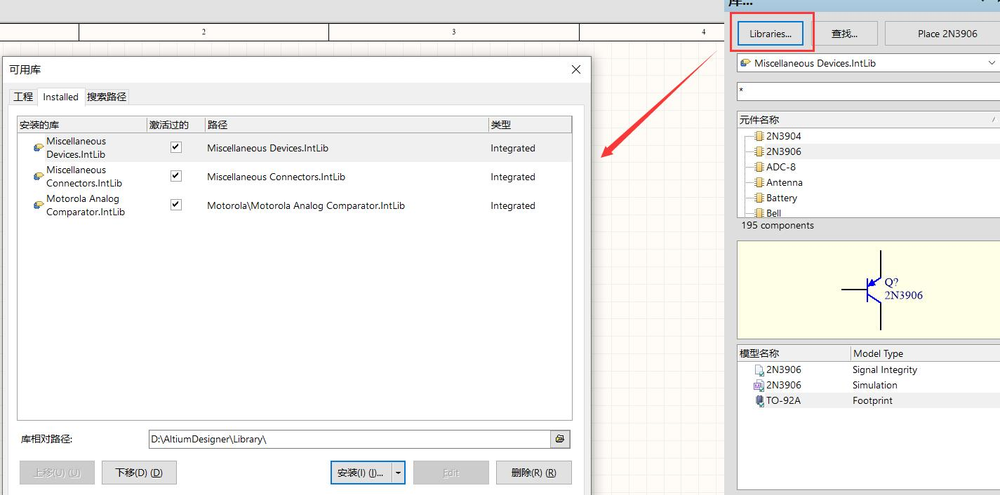 库...
2
3
4
Libraries...
查找...
Place 2N3906
Miscellaneous Devices.IntLib
*
元件名称
2N3904
2N3906
ADC-8
Antenna
Battery
Bell
195 components
Q?
2N3906
模型名称
Model Type
2N3906
Signal Integrity
2N3906
Simulation
TO-92A
Footprint
可用库
工程
Installed
搜索路径
安装的库
激活过的
路径
类型
Miscellaneous
Devices.IntLib
Miscellaneous Devices.IntLib
Integrated
Miscellaneous
Connectors.IntLib
Miscellaneous Connectors.IntLib
Integrated
Motorola Analog
Comparator.IntLib
Motorola\Motorola Analog Comparator.IntLib
Integrated
库相对路径:
D:\AltiumDesigner\Library\
上移(U) (U)
下移(D) (D)
安装(I) (I)...
Edit
删除(R) (R)